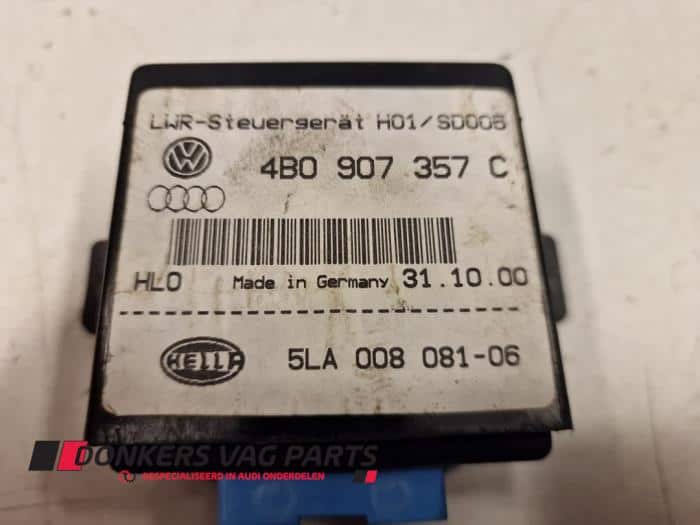 LWR-Steuergerät H01/SD006
4B0 907 357 C
HLO Made in Germany 31.10.00
HELLA 5LA 008 081-06
DONKERS VAG PARTS
GESPECIALISEERD IN AUDI ONDERDELEN